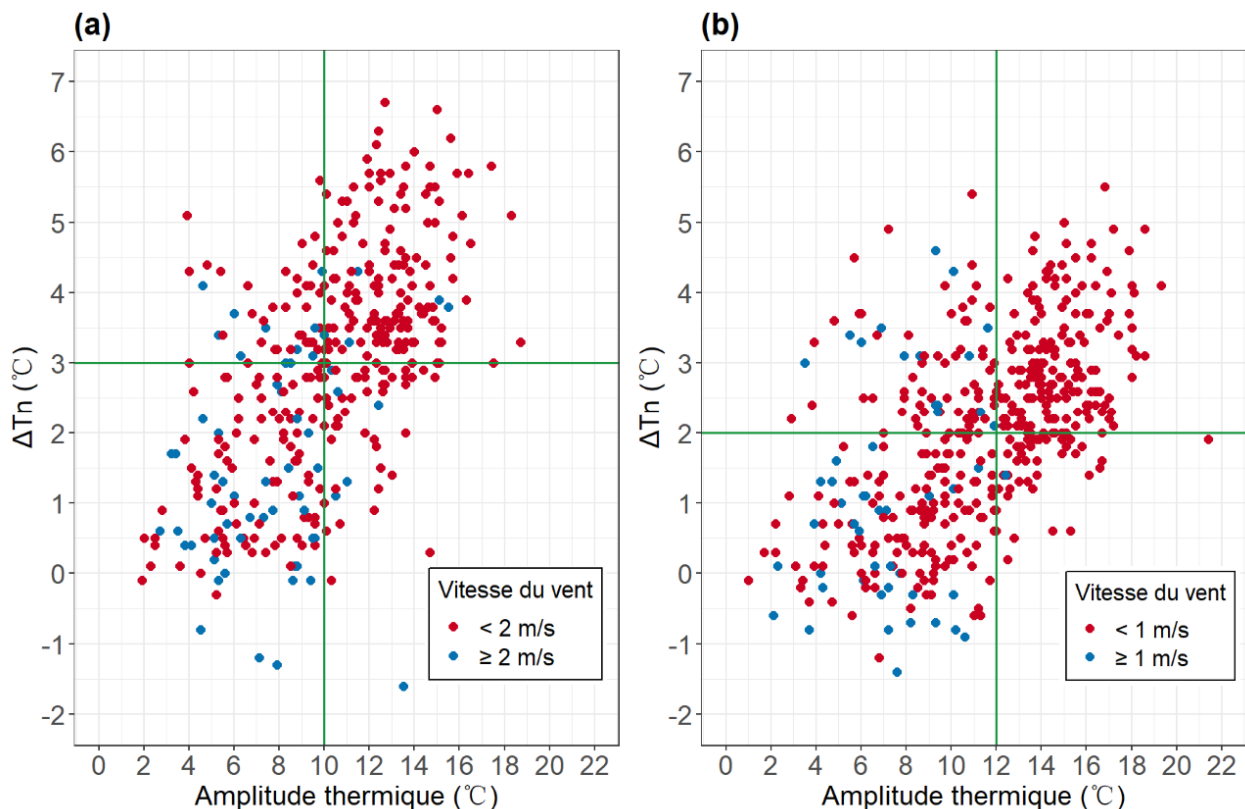 (a)
7
6
5
4
3
2
1
0
-1
-2
ΔTn (℃)
0 2 4 6 8 10 12 14 16 18 20 22
Amplitude thermique (℃)
Vitesse du vent
< 2 m/s
≥ 2 m/s
(b)
7
6
5
4
3
2
1
0
-1
-2
ΔTn (℃)
0 2 4 6 8 10 12 14 16 18 20 22
Amplitude thermique (℃)
Vitesse du vent
< 1 m/s
≥ 1 m/s